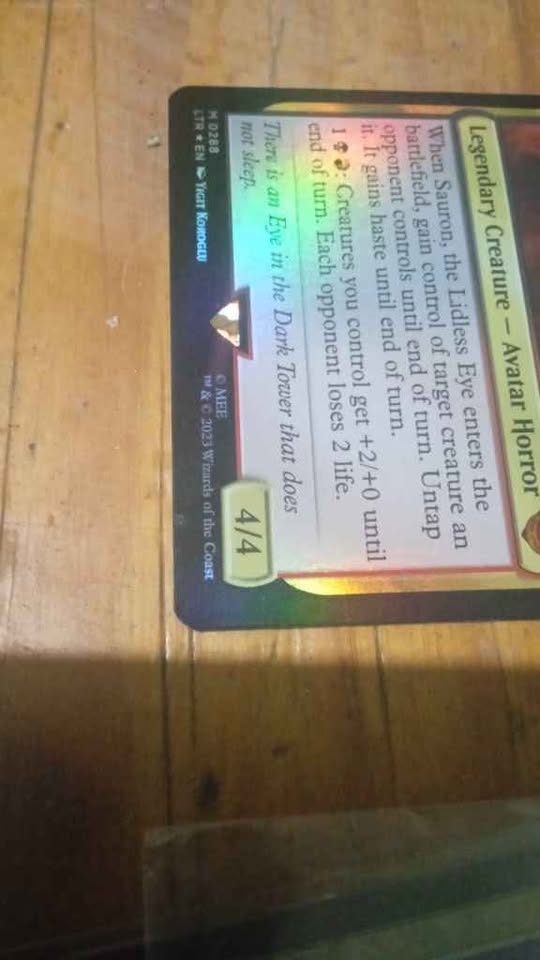 Legendary Creature — Avatar Horror
When Sauron, the Lidless Eye enters the
battlefield, gain control of target creature an
opponent controls until end of turn. Untap
it. It gains haste until end of turn.
1: Creatures you control get +2/+0 until
end of turn. Each opponent loses 2 life.
There is an Eye in the Dark Tower that does
not sleep.
4/4
M 0288
LTR ★ EN YIGIT KOROGLU
© MEE
™ & © 2023 Wizards of the Coast